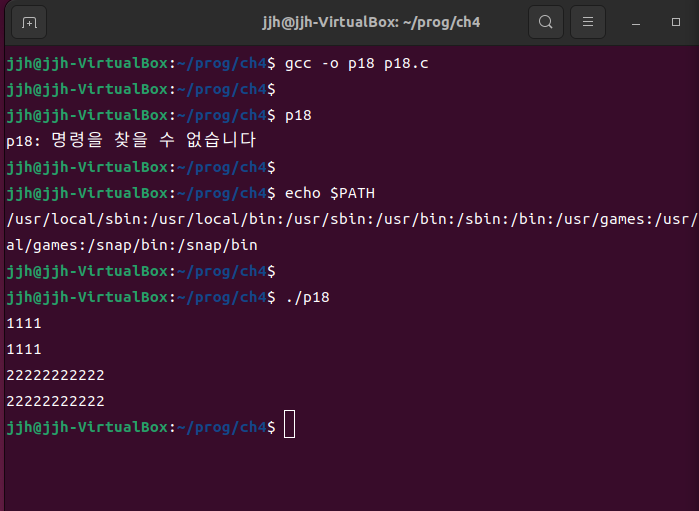 jjh@jjh-VirtualBox: ~/prog/ch4
jjh@jjh-VirtualBox:~/prog/ch4$ gcc -o p18 p18.c
jjh@jjh-VirtualBox:~/prog/ch4$
jjh@jjh-VirtualBox:~/prog/ch4$ p18
p18: 명령을 찾을 수 없습니다
jjh@jjh-VirtualBox:~/prog/ch4$
jjh@jjh-VirtualBox:~/prog/ch4$ echo $PATH
/usr/local/sbin:/usr/local/bin:/usr/sbin:/usr/bin:/sbin:/bin:/usr/games:/usr/
al/games:/snap/bin:/snap/bin
jjh@jjh-VirtualBox:~/prog/ch4$
jjh@jjh-VirtualBox:~/prog/ch4$ ./p18
1111
1111
22222222222
22222222222
jjh@jjh-VirtualBox:~/prog/ch4$